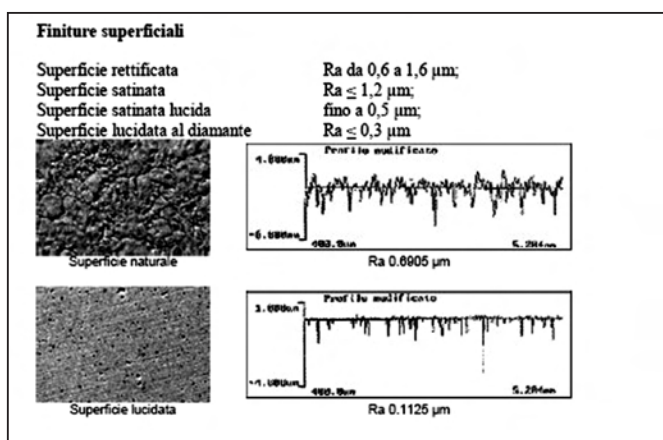 Finiture superficiali
Superficie rettificata Ra da 0,6 a 1,6 µm;
Superficie satinata Ra ≤ 1,2 µm;
Superficie satinata lucida fino a 0,5 µm;
Superficie lucidata al diamante Ra ≤ 0,3 µm
Profilo modificato
Superficie naturale Ra 0.6905 µm
Profilo modificato
Superficie lucidata Ra 0.1125 µm